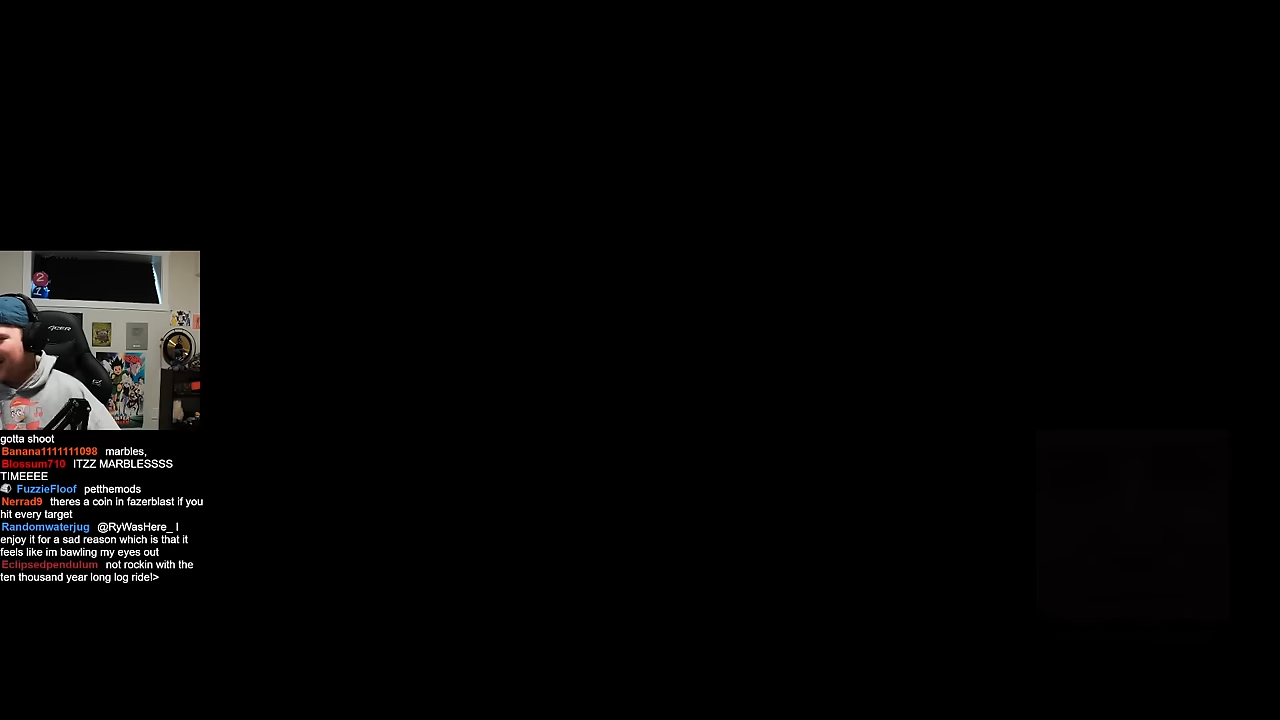 2
1
gotta shoot
Banana1111111098 marbles,
Blossum710 ITZZ MARBLESSSS
TIMEEEE
FuzzieFloof petthemods
Nerrad9 theres a coin in fazerblast if you
hit every target
Randomwaterjug @RyWasHere_ I
enjoy it for a sad reason which is that it
feels like im bawling my eyes out
Eclipsedpendulum not rockin with the
ten thousand year long log ride!>